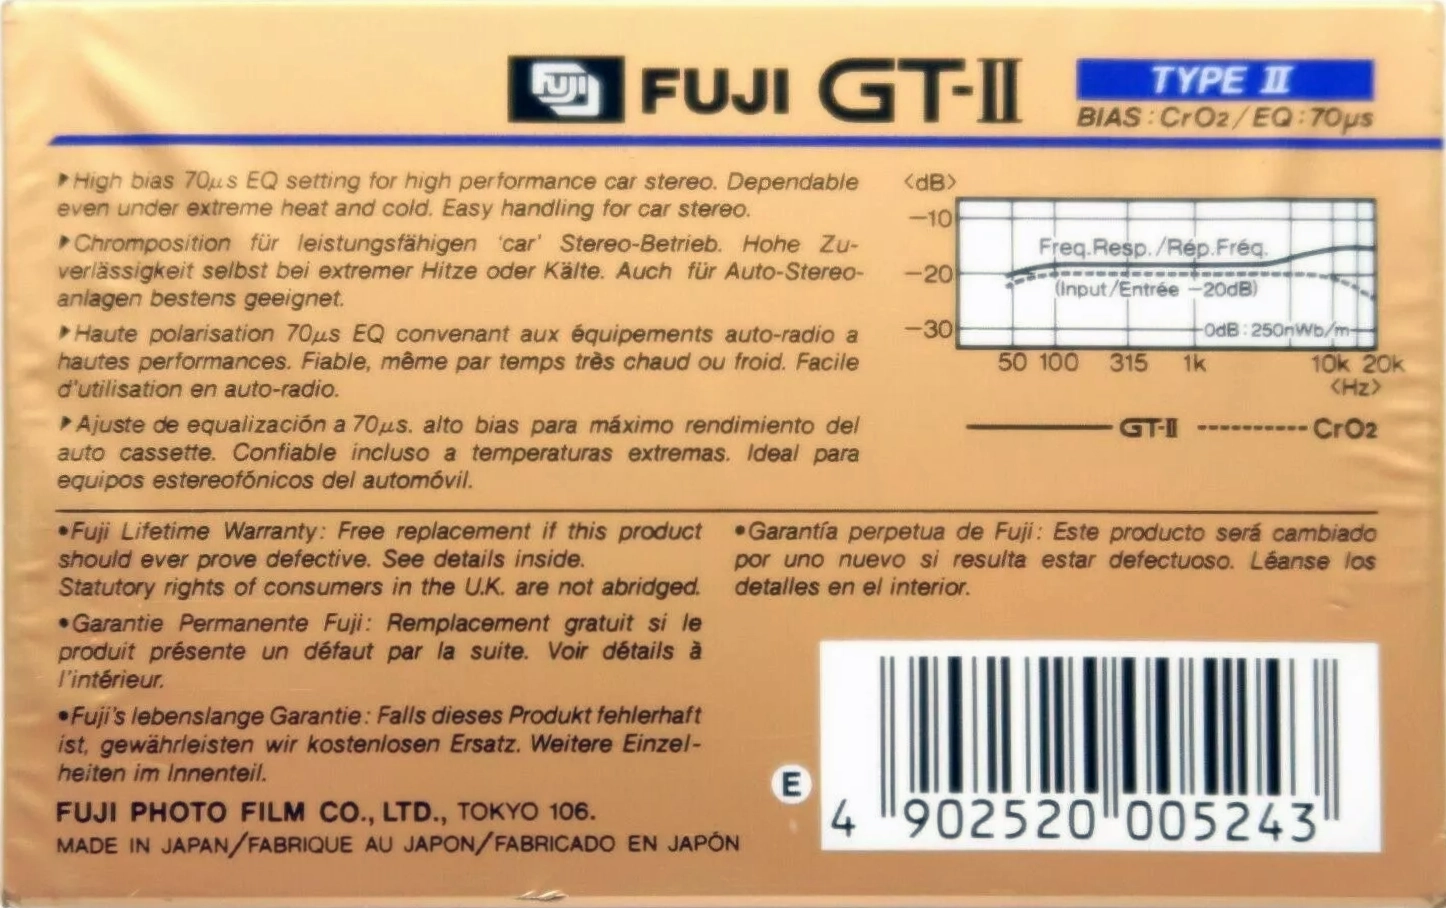 FUJI FUJI GT-II TYPE II
BIAS : CrO2 / EQ : 70µs
▶High bias 70µs EQ setting for high performance car stereo. Dependable
even under extreme heat and cold. Easy handling for car stereo.
▶Chromposition für leistungsfähigen 'car' Stereo-Betrieb. Hohe Zu-
verlässigkeit selbst bei extremer Hitze oder Kälte. Auch für Auto-Stereo-
anlagen bestens geeignet.
▶Haute polarisation 70µs EQ convenant aux équipements auto-radio a
hautes performances. Fiable, même par temps très chaud ou froid. Facile
d'utilisation en auto-radio.
▶Ajuste de equalización a 70µs. alto bias para máximo rendimiento del
auto cassette. Confiable incluso a temperaturas extremas. Ideal para
equipos estereofónicos del automóvil.
<dB>
-10
Freq.Resp./Rép.Fréq.
-20
(Input/Entrée -20dB)
-30
0dB : 250nWb/m
50 100 315 1k 10k 20k
<Hz>
GT-II CrO2
•Fuji Lifetime Warranty: Free replacement if this product
should ever prove defective. See details inside.
Statutory rights of consumers in the U.K. are not abridged.
•Garantie Permanente Fuji: Remplacement gratuit si le
produit présente un défaut par la suite. Voir détails à
l'intérieur.
•Fuji's lebenslange Garantie: Falls dieses Produkt fehlerhaft
ist, gewährleisten wir kostenlosen Ersatz. Weitere Einzel-
heiten im Innenteil.
•Garantía perpetua de Fuji: Este producto será cambiado
por uno nuevo si resulta estar defectuoso. Léanse los
detalles en el interior.
FUJI PHOTO FILM CO., LTD., TOKYO 106.
MADE IN JAPAN/FABRIQUE AU JAPON/FABRICADO EN JAPÓN
E
4 902520 005243